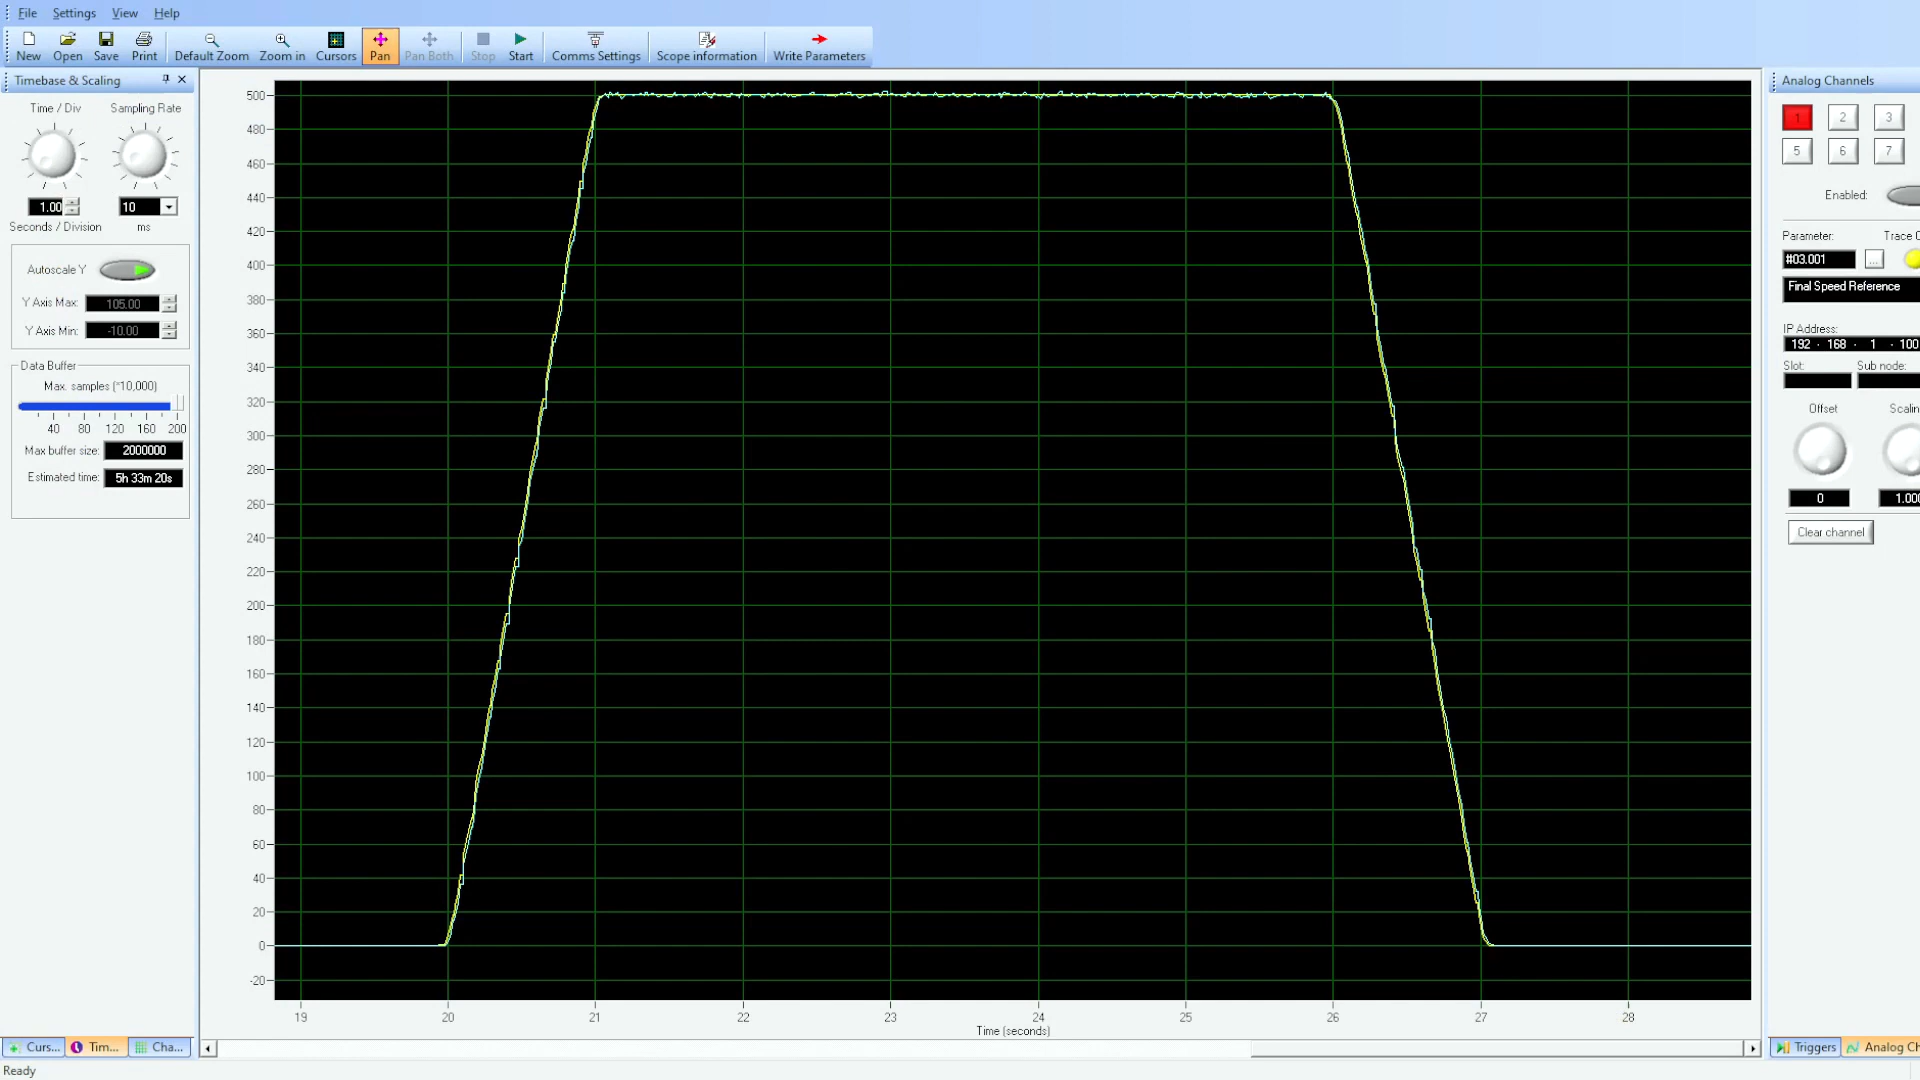 File Settings View Help
New Open Save Print Default Zoom Zoom in Cursors Pan Pan Both Stop Start Comms Settings Scope information Write Parameters
Timebase & Scaling
Time / Div Sampling Rate
1.00 10
Seconds / Division ms
Autoscale Y
Y Axis Max: 105.00
Y Axis Min: -10.00
Data Buffer
Max. samples (*10,000)
40 80 120 160 200
Max buffer size: 2000000
Estimated time: 5h 33m 20s
500
480
460
440
420
400
380
360
340
320
300
280
260
240
220
200
180
160
140
120
100
80
60
40
20
0
-20
19 20 21 22 23 24 25 26 27 28
Time (seconds)
Analog Channels
1 2 3
5 6 7
Enabled:
Parameter: Trace C
#03.001 ...
Final Speed Reference
IP Address:
192 . 168 . 1 . 100
Slot: Sub node:
Offset Scalin
0 1.000
Clear channel
Curs... Tim... Cha...
Triggers Analog Ch
Ready